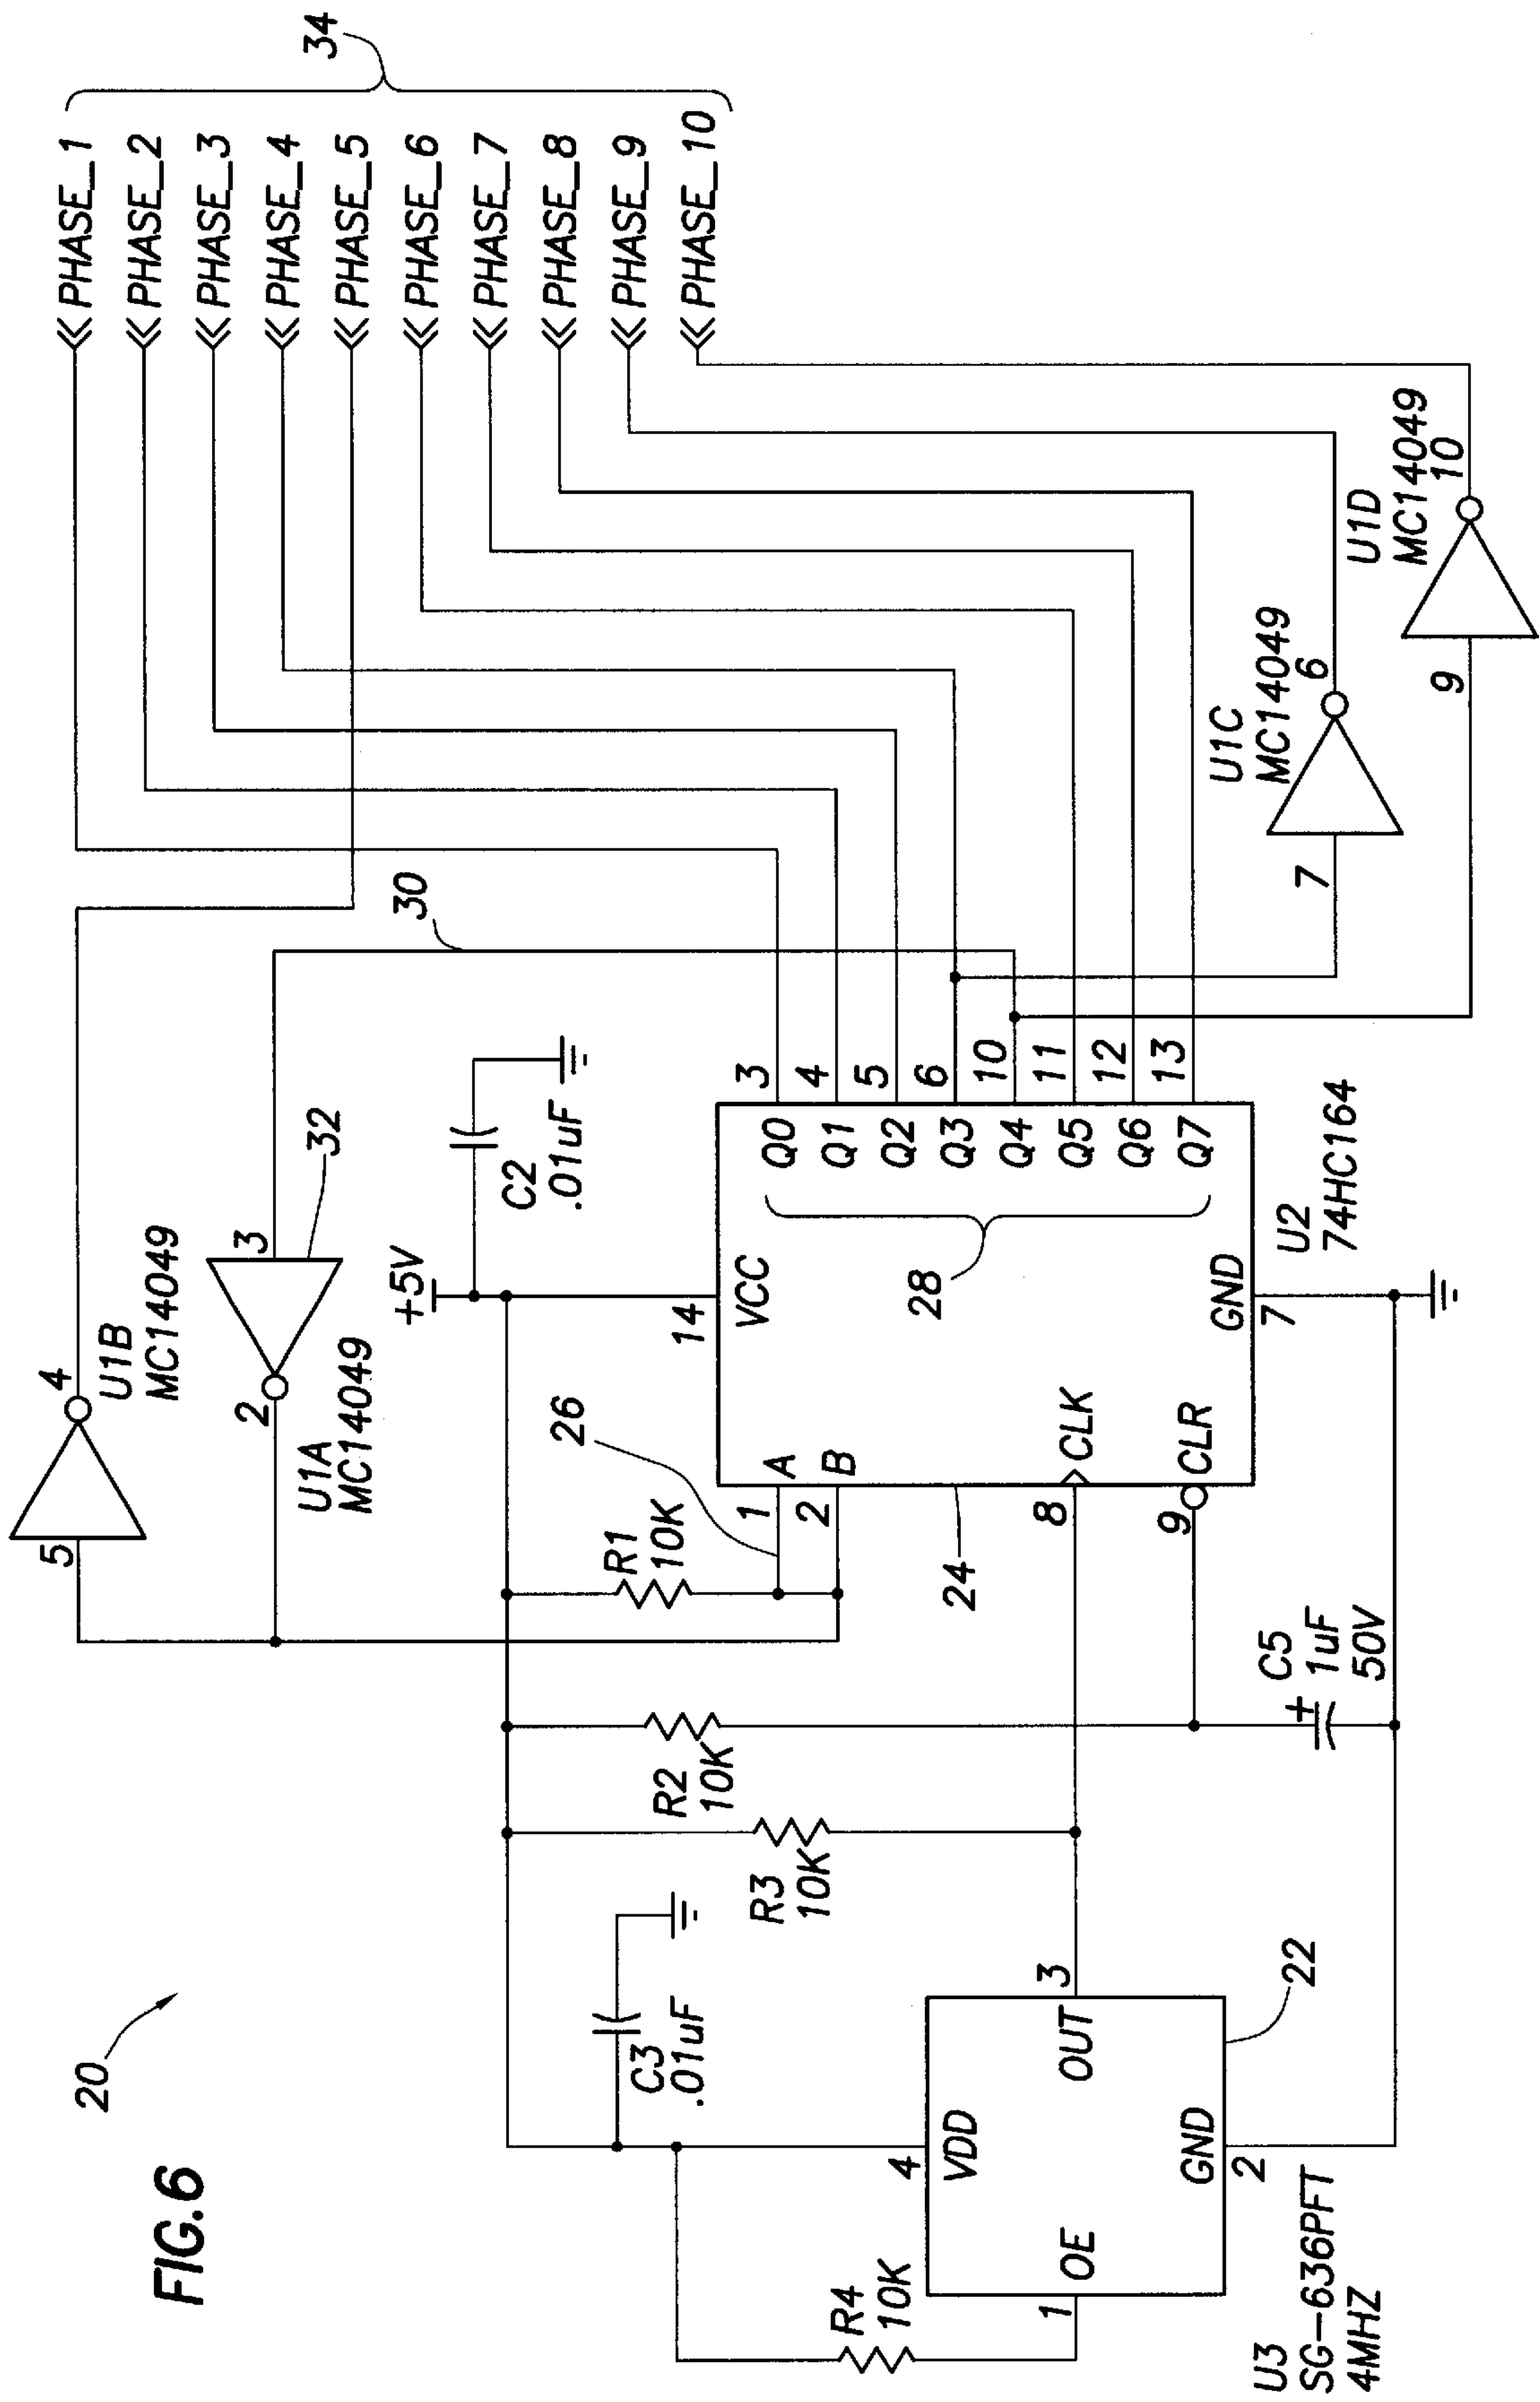 FIG.6
20
U1B
MC14049
5
4
U1A
MC14049
2
3
32
30
PHASE_1
PHASE_2
PHASE_3
PHASE_4
PHASE_5
PHASE_6
PHASE_7
PHASE_8
PHASE_9
PHASE_10
34
+5V
C2
.01uF
C3
.01uF
R1
10K
R2
10K
R3
10K
R4
10K
26
1
2
8
9
24
A
B
CLK
CLR
14
VCC
28
GND
7
Q0
Q1
Q2
Q3
Q4
Q5
Q6
Q7
3
4
5
6
10
11
12
13
U2
74HC164
C5
+
1uF
50V
4
VDD
OUT
3
OE
1
GND
2
22
U3
SG-636PFT
4MHZ
U1C
MC14049
7
6
U1D
MC14049
9
10